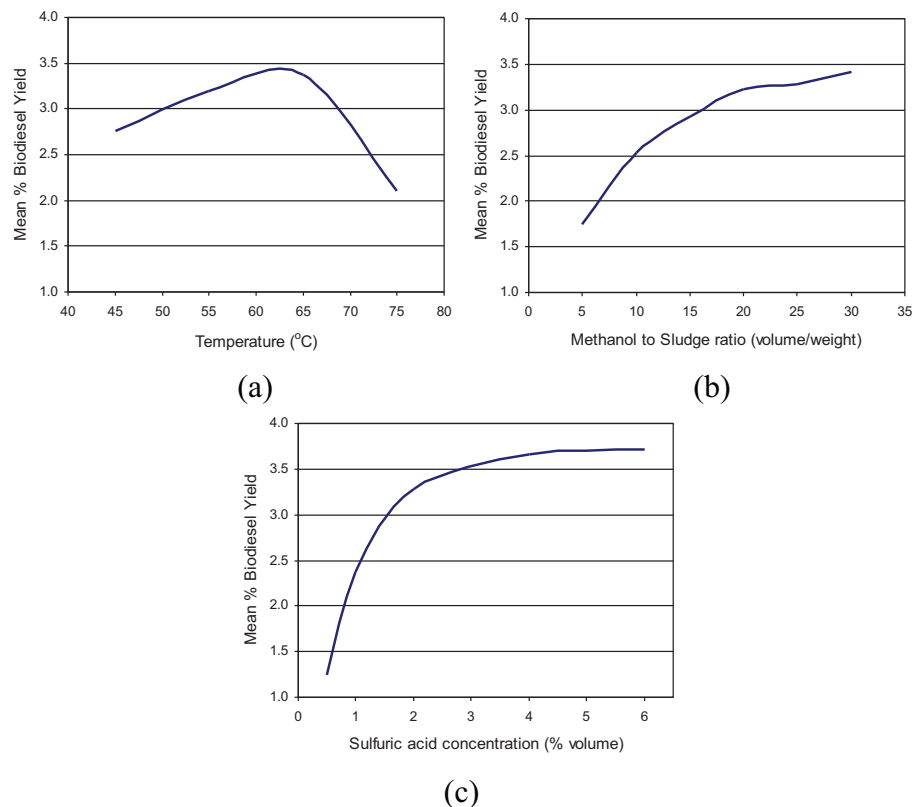 4.0
3.5
3.0
2.5
2.0
1.5
1.0
Mean % Biodiesel Yield
40 45 50 55 60 65 70 75 80
Temperature (°C)
(a)
4.0
3.5
3.0
2.5
2.0
1.5
1.0
Mean % Biodiesel Yield
0 5 10 15 20 25 30 35
Methanol to Sludge ratio (volume/weight)
(b)
4.0
3.5
3.0
2.5
2.0
1.5
1.0
Mean % Biodiesel Yield
0 1 2 3 4 5 6
Sulfuric acid concentration (% volume)
(c)